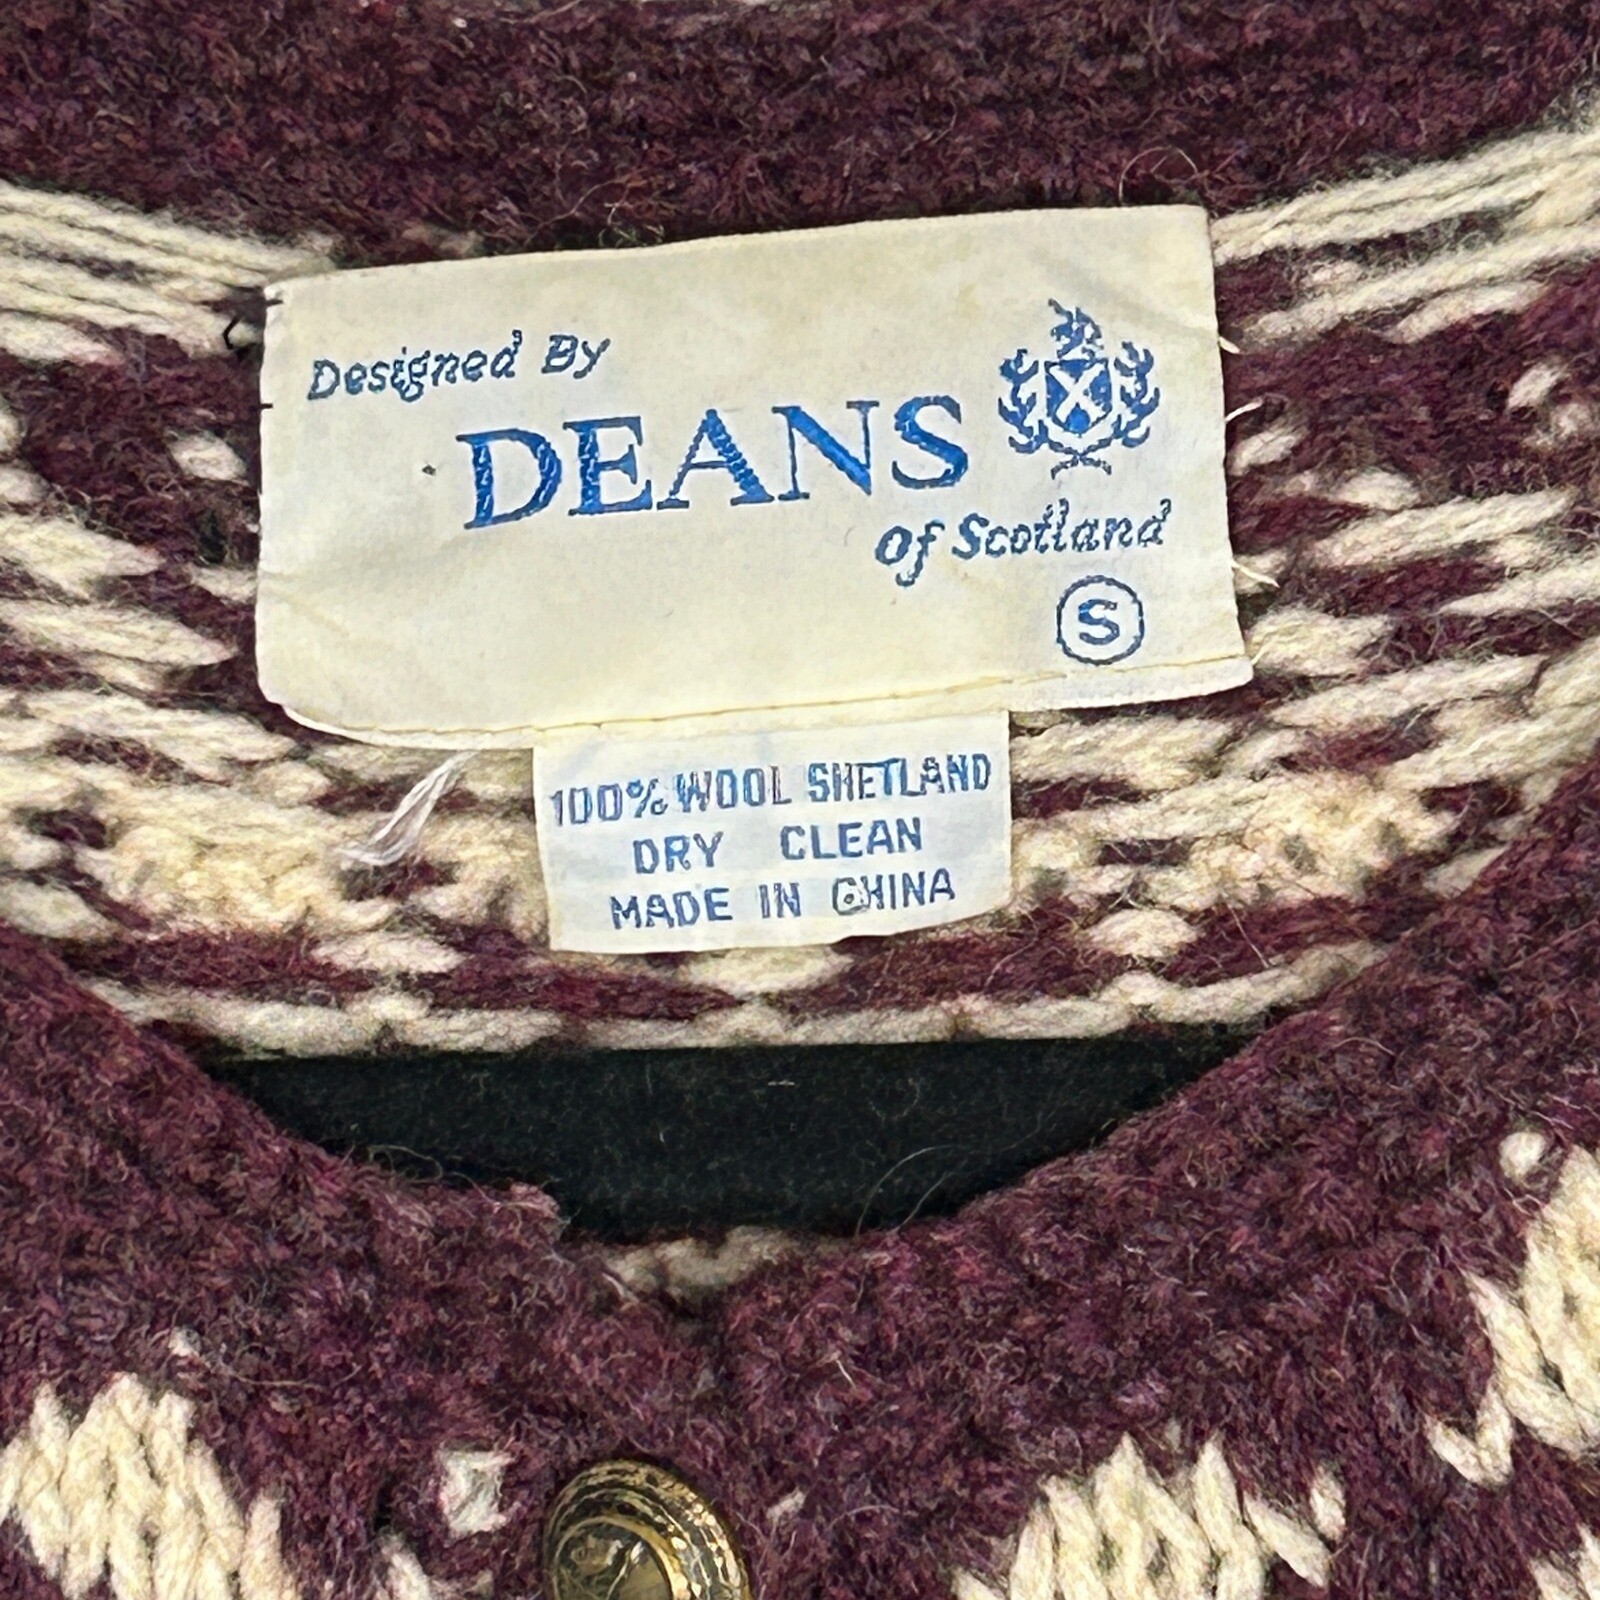 Designed By
DEANS
of Scotland
S
100% WOOL SHETLAND
DRY CLEAN
MADE IN CHINA